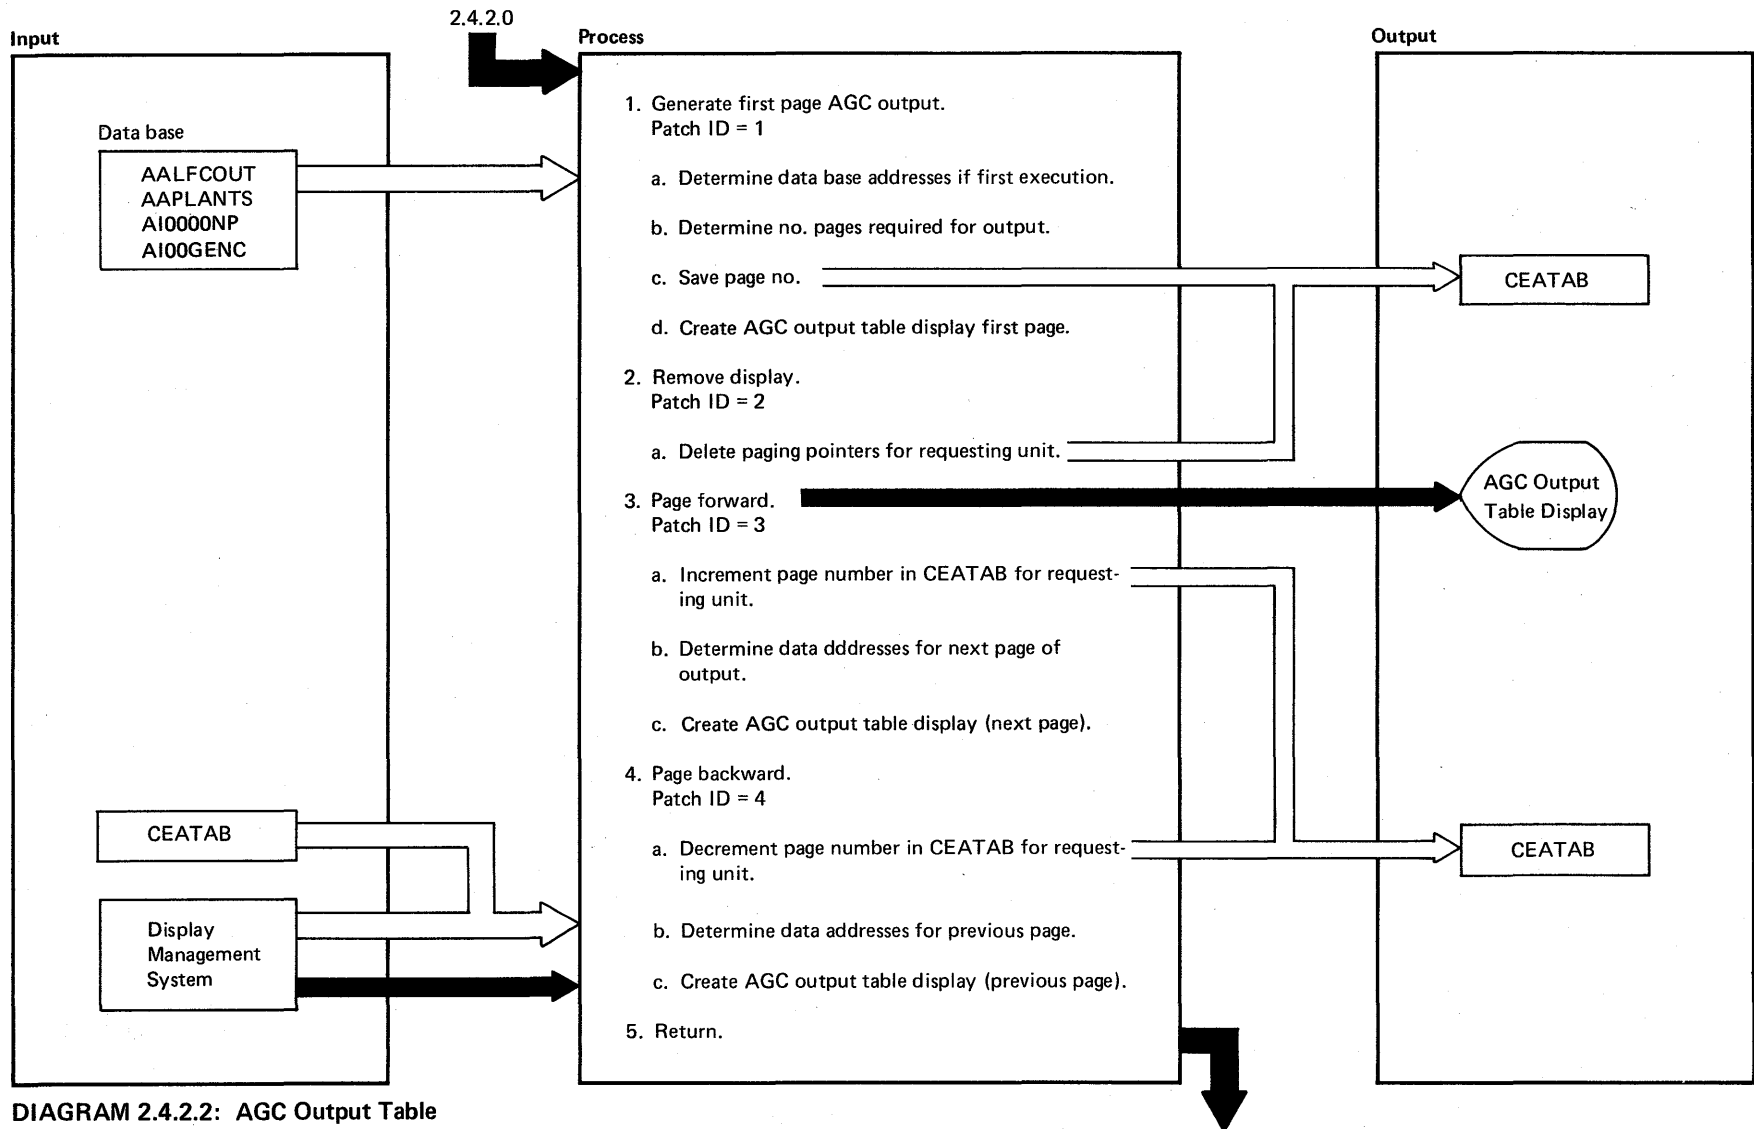 2.4.2.0
Input
Process
Output
Data base
AALFCOUT
AAPLANTS
AI0000NP
AI00GENC
CEATAB
Display
Management
System
1. Generate first page AGC output.
Patch ID = 1
a. Determine data base addresses if first execution.
b. Determine no. pages required for output.
c. Save page no.
d. Create AGC output table display first page.
2. Remove display.
Patch ID = 2
a. Delete paging pointers for requesting unit.
3. Page forward.
Patch ID = 3
a. Increment page number in CEATAB for request-
ing unit.
b. Determine data dddresses for next page of
output.
c. Create AGC output table display (next page).
4. Page backward.
Patch ID = 4
a. Decrement page number in CEATAB for request-
ing unit.
b. Determine data addresses for previous page.
c. Create AGC output table display (previous page).
5. Return.
CEATAB
AGC Output
Table Display
CEATAB
DIAGRAM 2.4.2.2: AGC Output Table